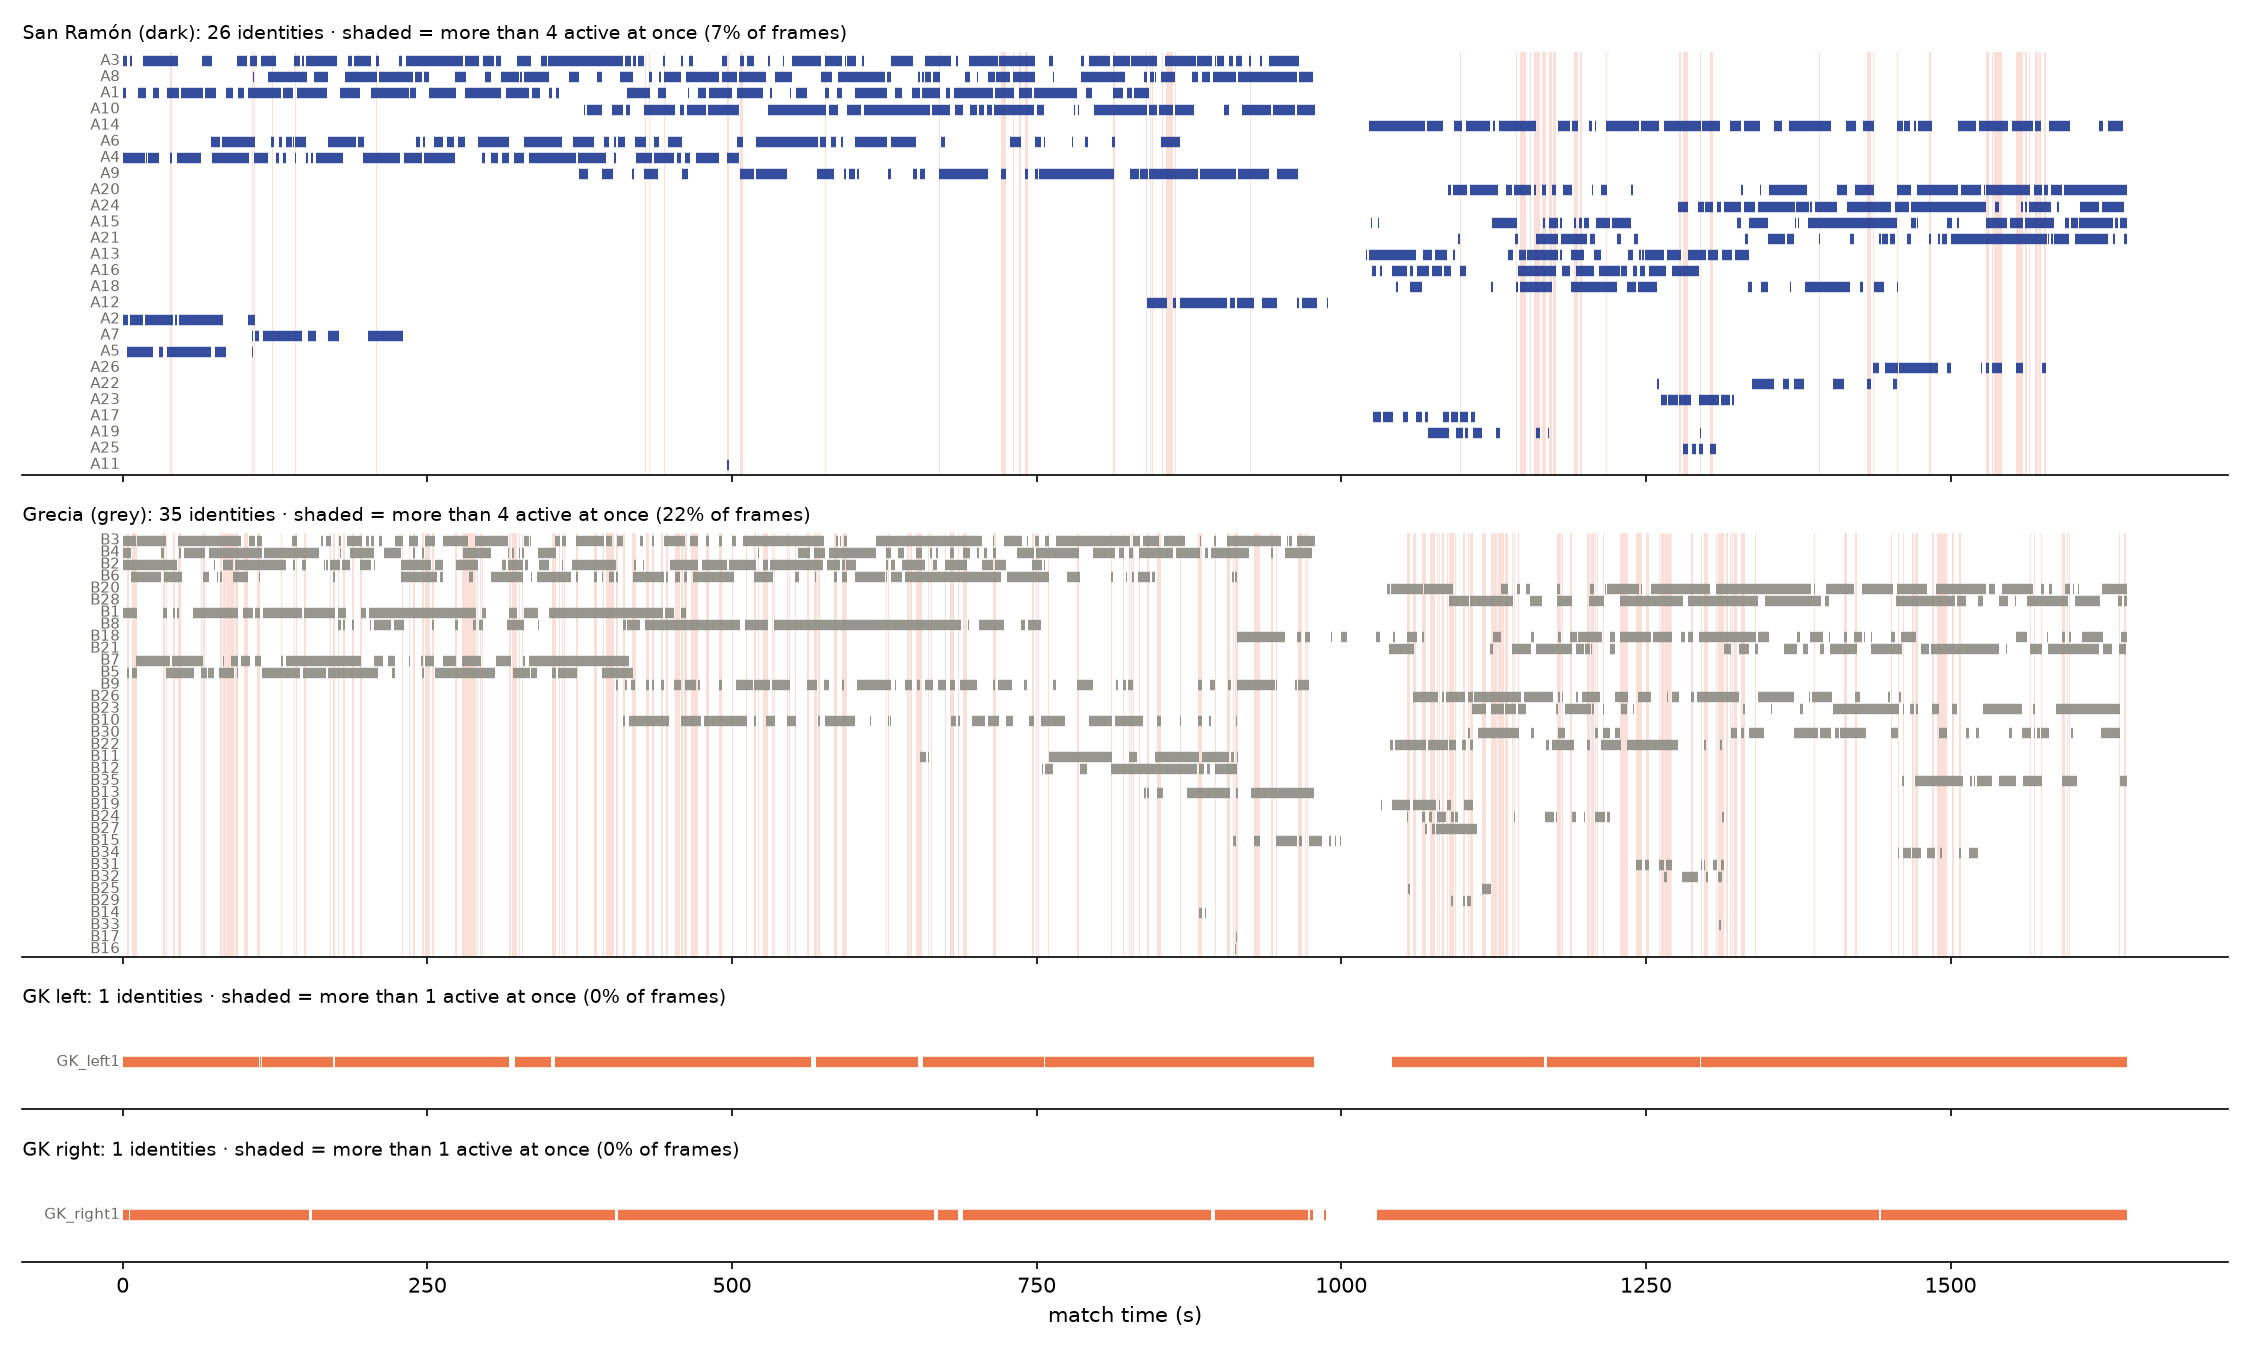 San Ramón (dark): 26 identities · shaded = more than 4 active at once (7% of frames)
A3
A8
A1
A10
A14
A6
A4
A9
A20
A24
A15
A21
A13
A16
A18
A12
A2
A7
A5
A26
A22
A23
A17
A19
A25
A11
Grecia (grey): 35 identities · shaded = more than 4 active at once (22% of frames)
B3
B4
B2
B6
B20
B28
B1
B8
B18
B21
B7
B5
B9
B26
B23
B10
B30
B22
B11
B12
B35
B13
B19
B24
B27
B15
B34
B31
B32
B25
B29
B14
B33
B17
B16
GK left: 1 identities · shaded = more than 1 active at once (0% of frames)
GK_left1
GK right: 1 identities · shaded = more than 1 active at once (0% of frames)
GK_right1
0 250 500 750 1000 1250 1500
match time (s)